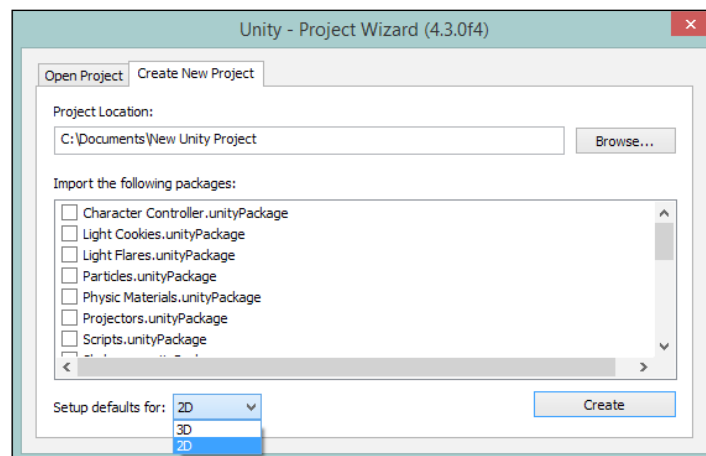 Unity - Project Wizard (4.3.0f4)
Open Project Create New Project
Project Location:
C:\Documents\New Unity Project Browse...
Import the following packages:
Character Controller.unityPackage
Light Cookies.unityPackage
Light Flares.unityPackage
Particles.unityPackage
Physic Materials.unityPackage
Projectors.unityPackage
Scripts.unityPackage
Setup defaults for: 2D Create
3D
2D